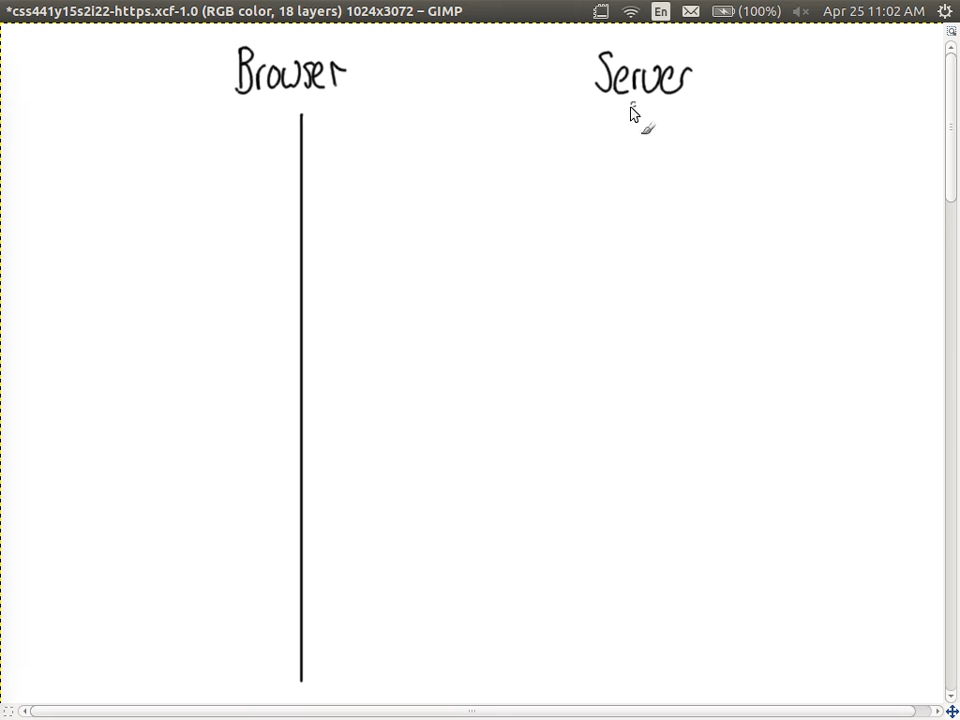 *css441y15s2i22-https.xcf-1.0 (RGB color, 18 layers) 1024x3072 – GIMP En (100%) Apr 25 11:02 AM
Browser Server